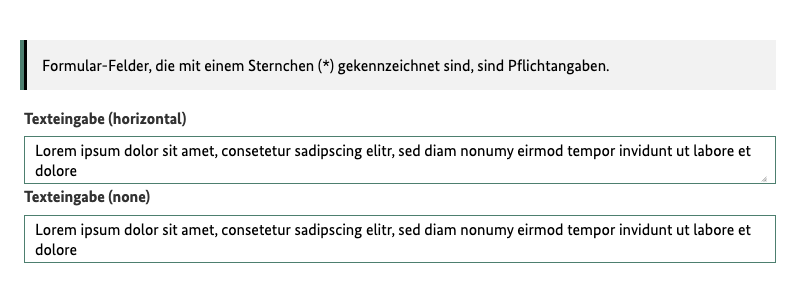 Formular-Felder, die mit einem Sternchen (*) gekennzeichnet sind, sind Pflichtangaben.
Texteingabe (horizontal)
Lorem ipsum dolor sit amet, consetetur sadipscing elitr, sed diam nonumy eirmod tempor invidunt ut labore et
dolore
Texteingabe (none)
Lorem ipsum dolor sit amet, consetetur sadipscing elitr, sed diam nonumy eirmod tempor invidunt ut labore et
dolore